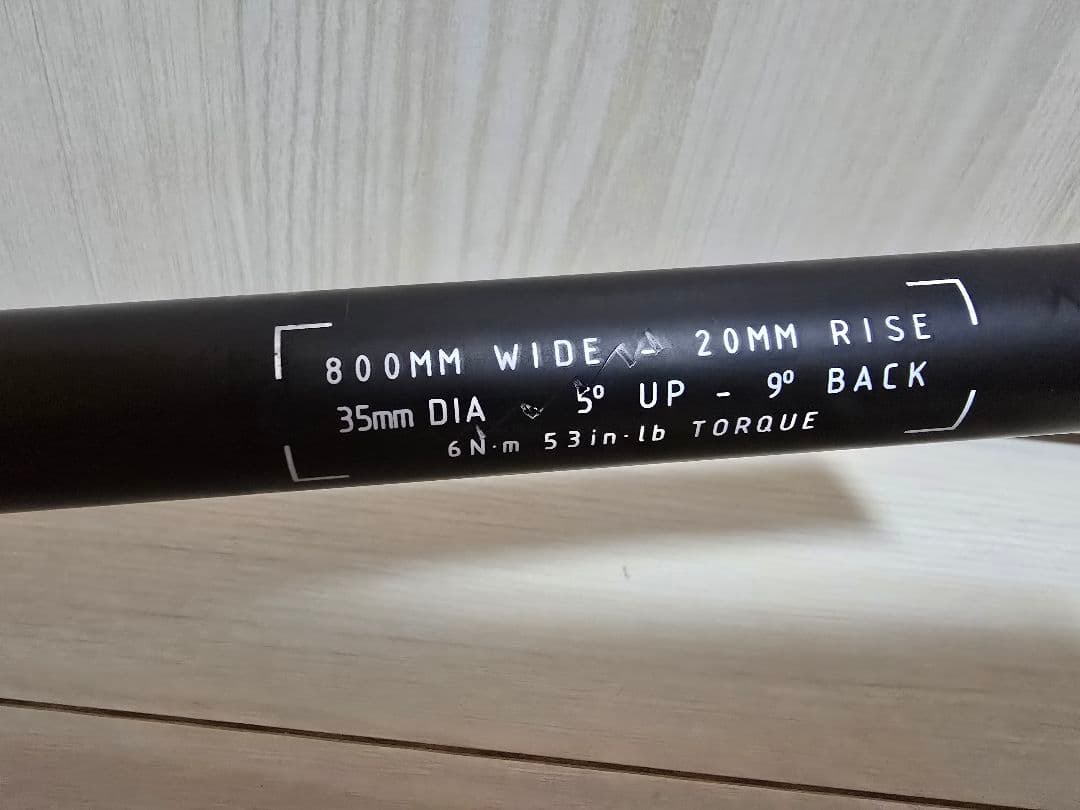 800MM WIDE - 20MM RISE
35mm DIA - 5º UP - 9º BACK
6N·m 53in·lb TORQUE